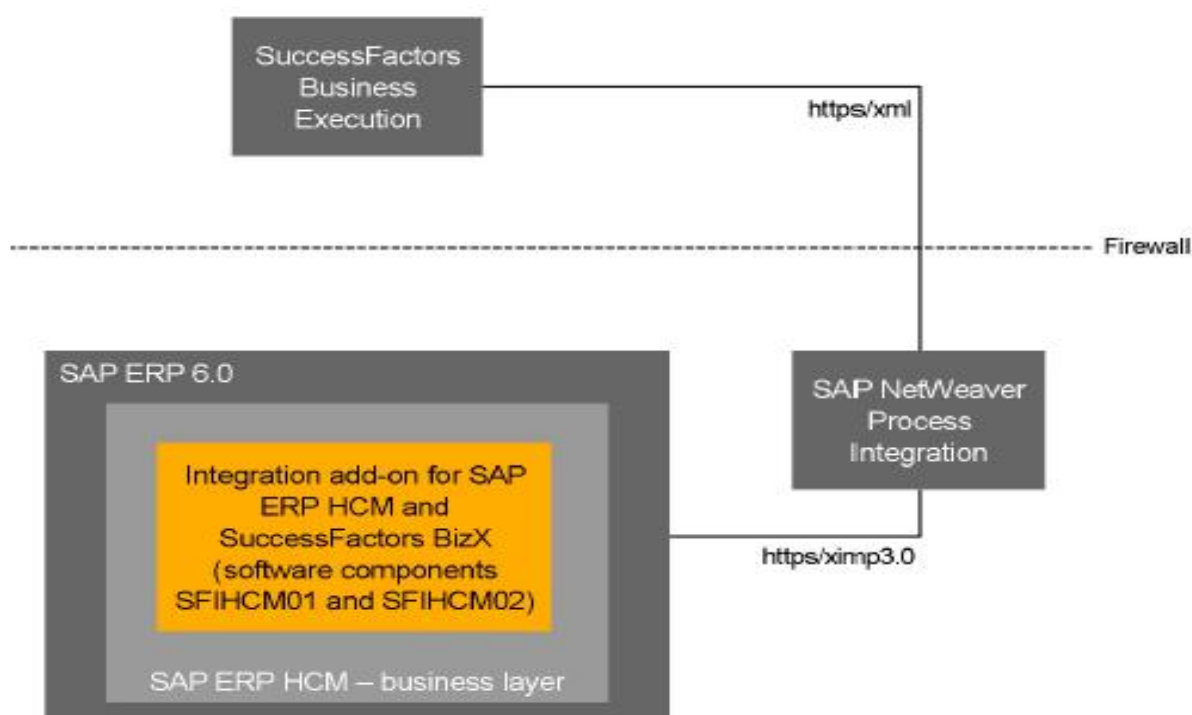 SuccessFactors
Business
Execution
https/xml
Firewall
SAP ERP 6.0
Integration add-on for SAP
ERP HCM and
SuccessFactors BizX
(software components
SFIHCM01 and SFIHCM02)
SAP ERP HCM – business layer
SAP NetWeaver
Process
Integration
https/ximp3.0